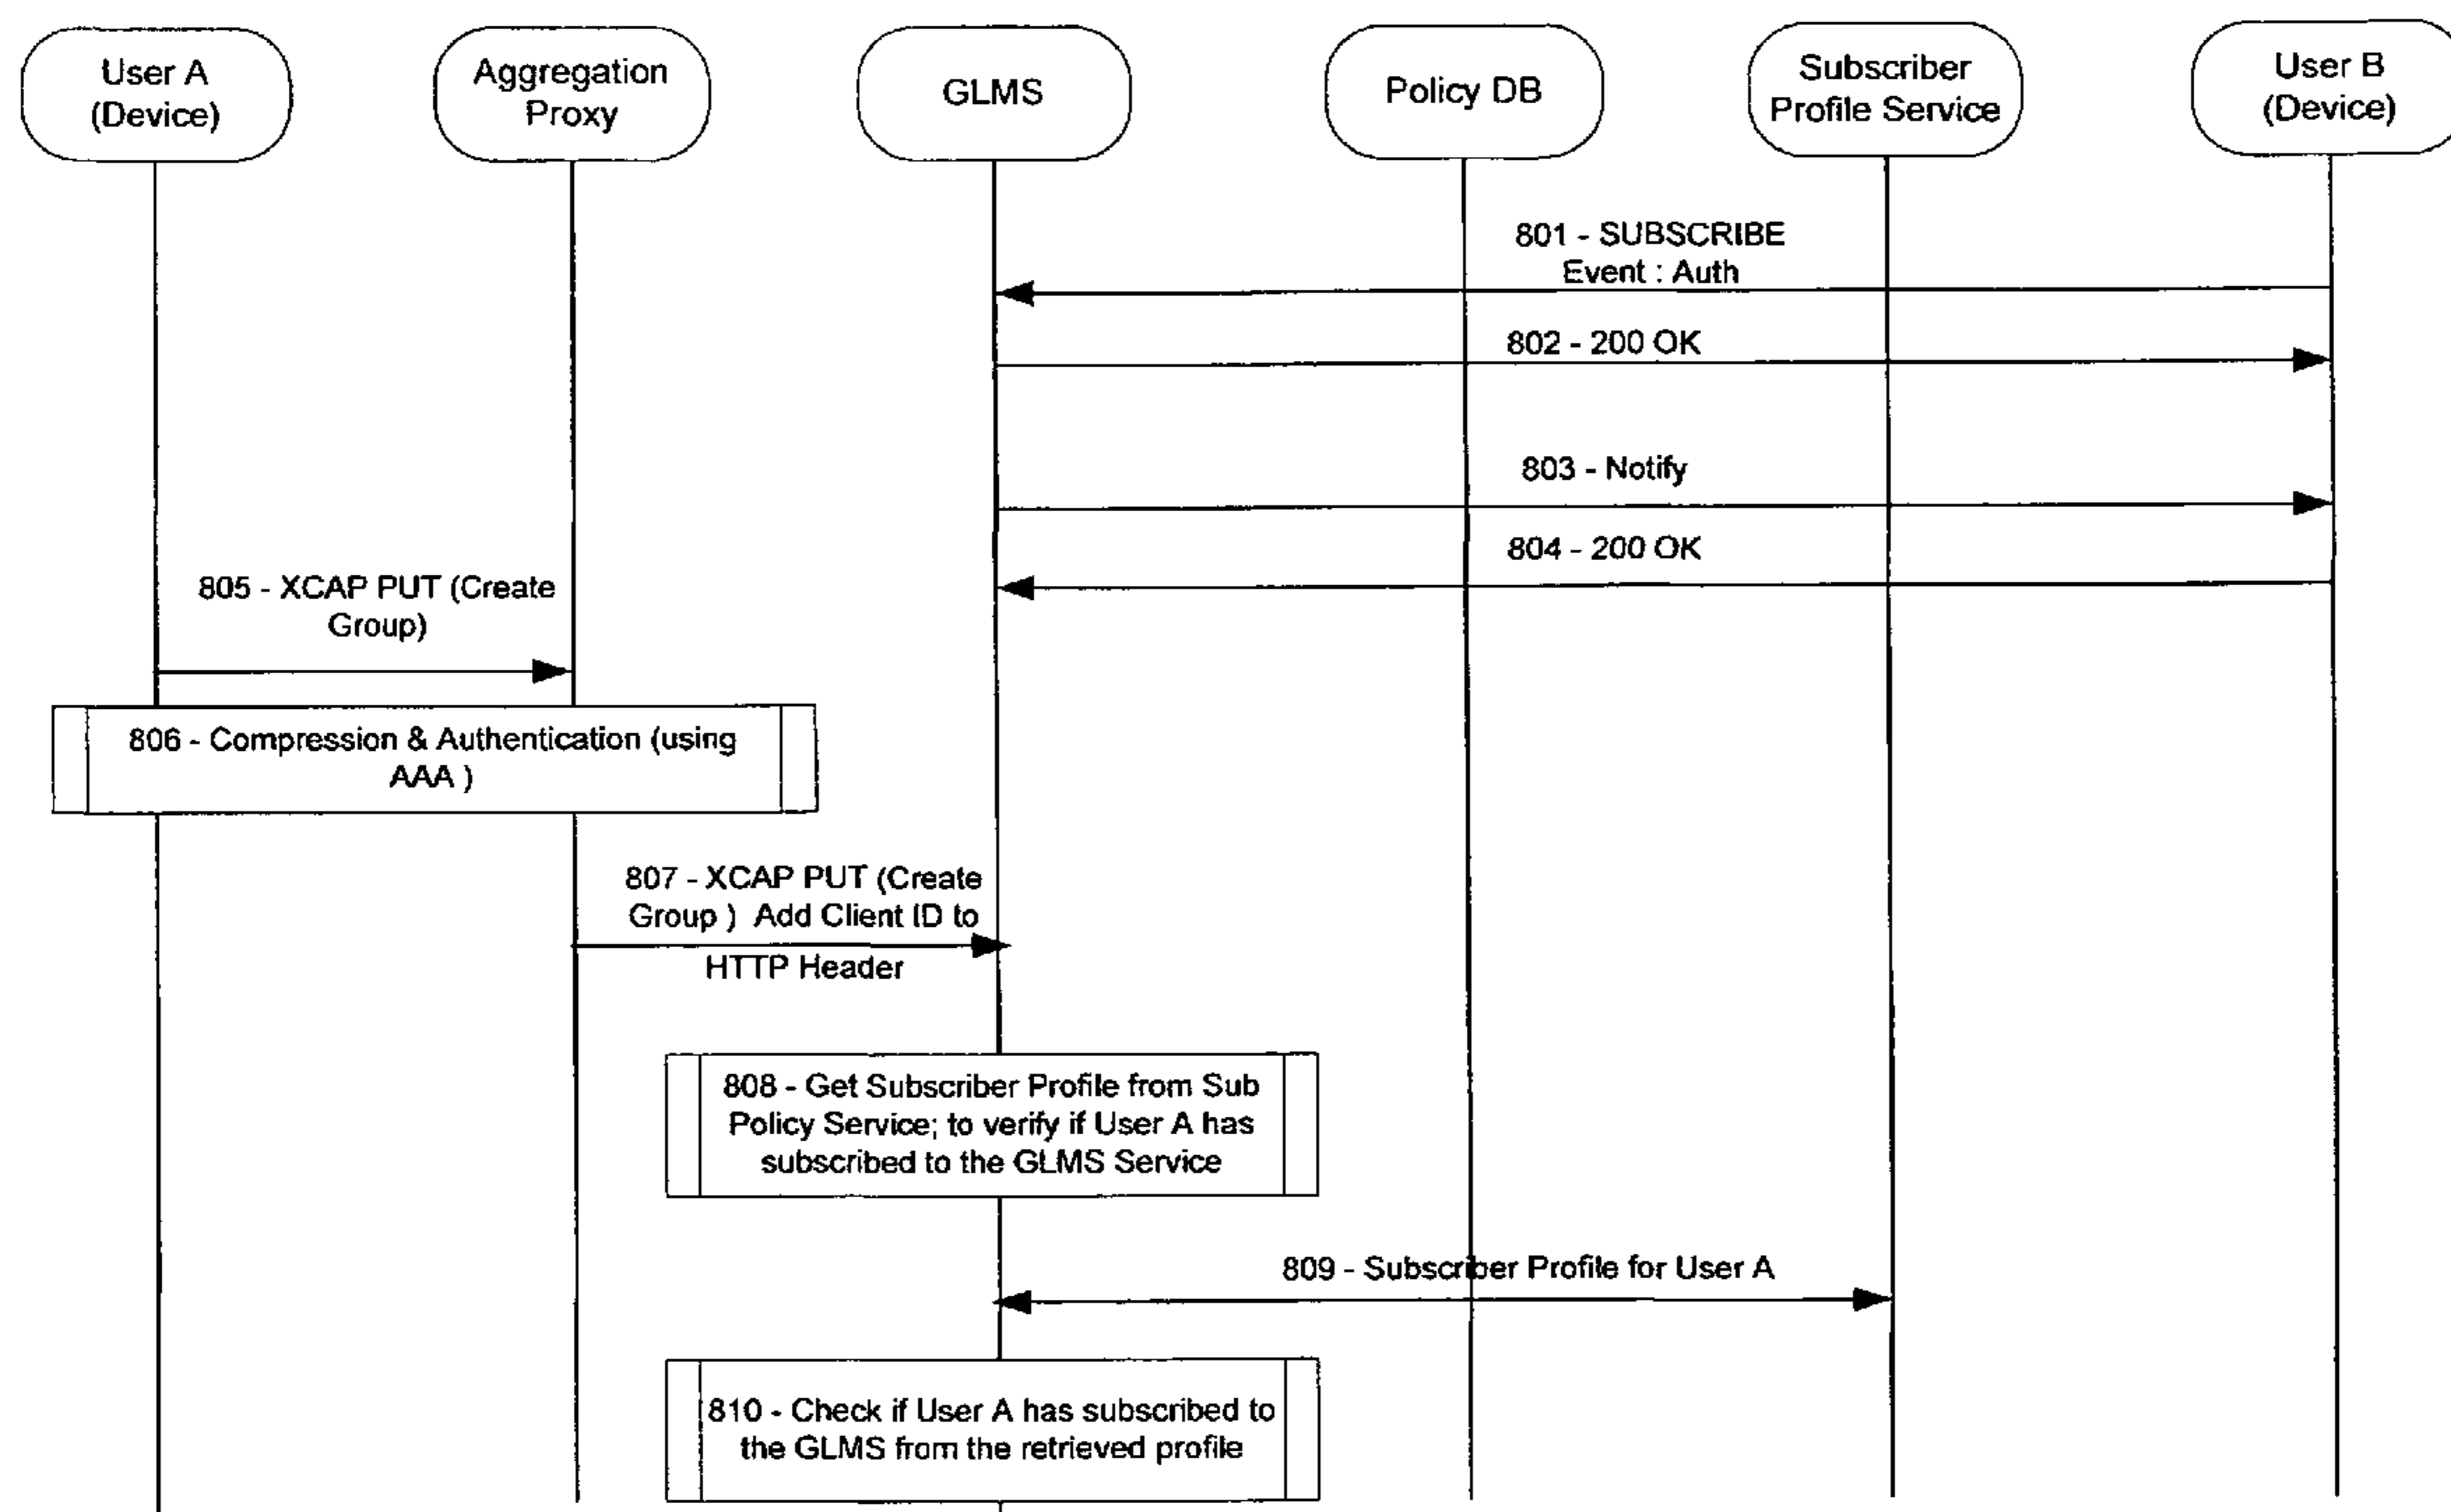 User A
(Device)
Aggregation
Proxy
GLMS
Policy DB
Subscriber
Profile Service
User B
(Device)
801 - SUBSCRIBE
Event : Auth
802 - 200 OK
803 - Notify
804 - 200 OK
805 - XCAP PUT (Create
Group)
806 - Compression & Authentication (using
AAA )
807 - XCAP PUT (Create
Group ) Add Client ID to
HTTP Header
808 - Get Subscriber Profile from Sub
Policy Service; to verify if User A has
subscribed to the GLMS Service
809 - Subscriber Profile for User A
810 - Check if User A has subscribed to
the GLMS from the retrieved profile